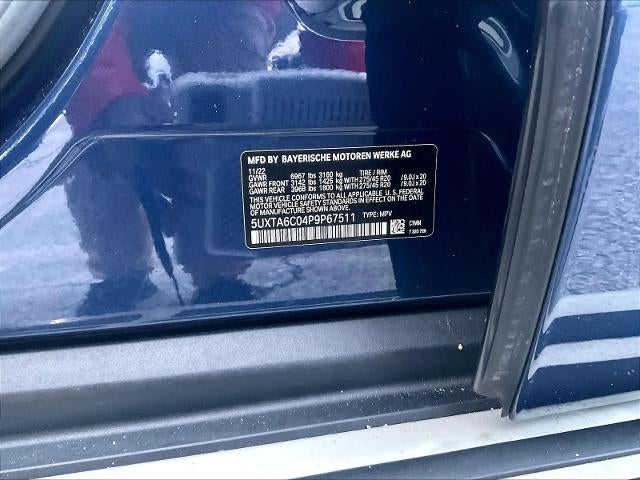 MFD BY BAYERISCHE MOTOREN WERKE AG
11/22
GVWR 6967 lbs 3160 kg TIRE / RIM
GAWR FRONT 3142 lbs 1425 kg WITH 275/45 R20 /9.0J x 20
GAWR REAR 3968 lbs 1800 kg WITH 275/45 R20 /9.0J x 20
THIS VEHICLE CONFORMS TO ALL APPLICABLE U.S. FEDERAL
MOTOR VEHICLE SAFETY STANDARDS IN EFFECT ON THE
DATE OF MANUFACTURE SHOWN ABOVE.
5UXTA6C04P9P67511 TYPE: MPV
C1MM